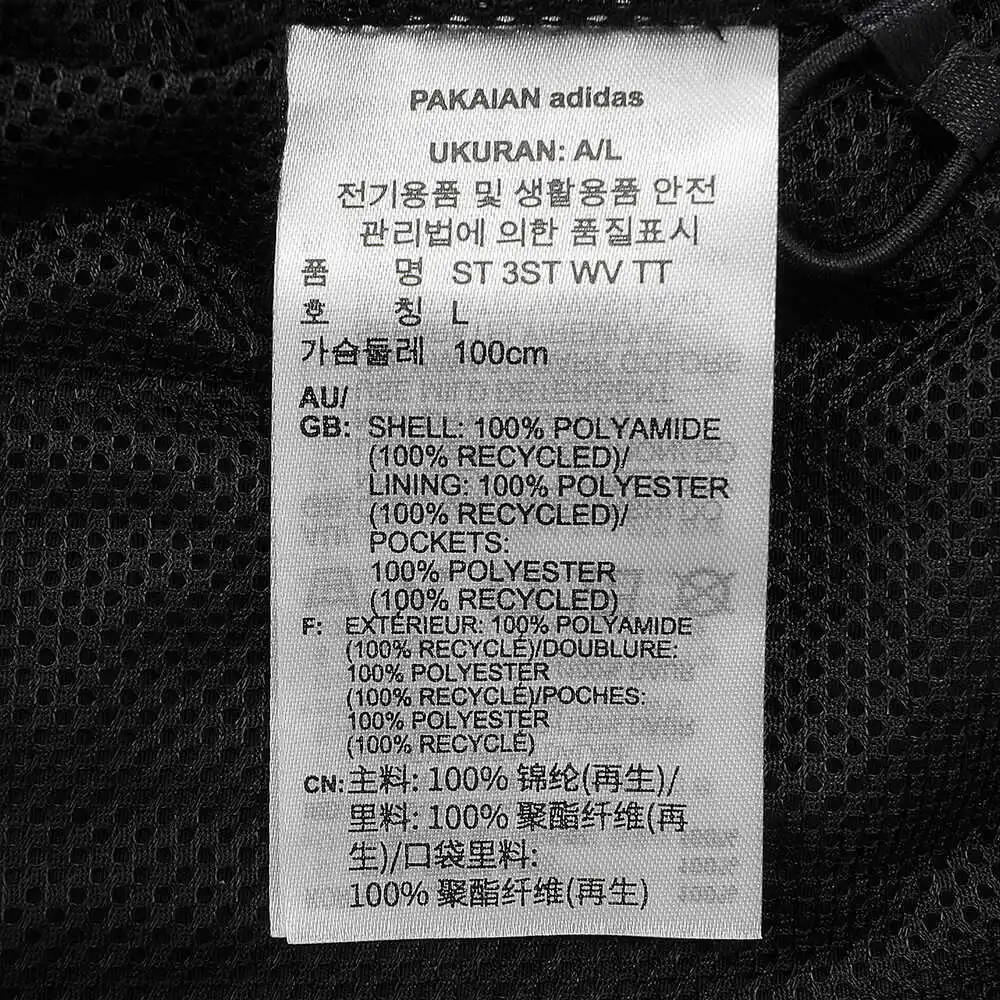 PAKAIAN adidas
UKURAN: A/L
전기용품 및 생활용품 안전
관리법에 의한 품질표시
품 명 ST 3ST WV TT
호 칭 L
가슴둘레 100cm
AU/
GB: SHELL: 100% POLYAMIDE
(100% RECYCLED)/
LINING: 100% POLYESTER
(100% RECYCLED)/
POCKETS:
100% POLYESTER
(100% RECYCLED)
F: EXTÉRIEUR: 100% POLYAMIDE
(100% RECYCLÉ)/DOUBLURE:
100% POLYESTER
(100% RECYCLÉ)/POCHES:
100% POLYESTER
(100% RECYCLÉ)
CN: 主料: 100% 锦纶(再生)/
里料: 100% 聚酯纤维(再
生)/口袋里料:
100% 聚酯纤维(再生)